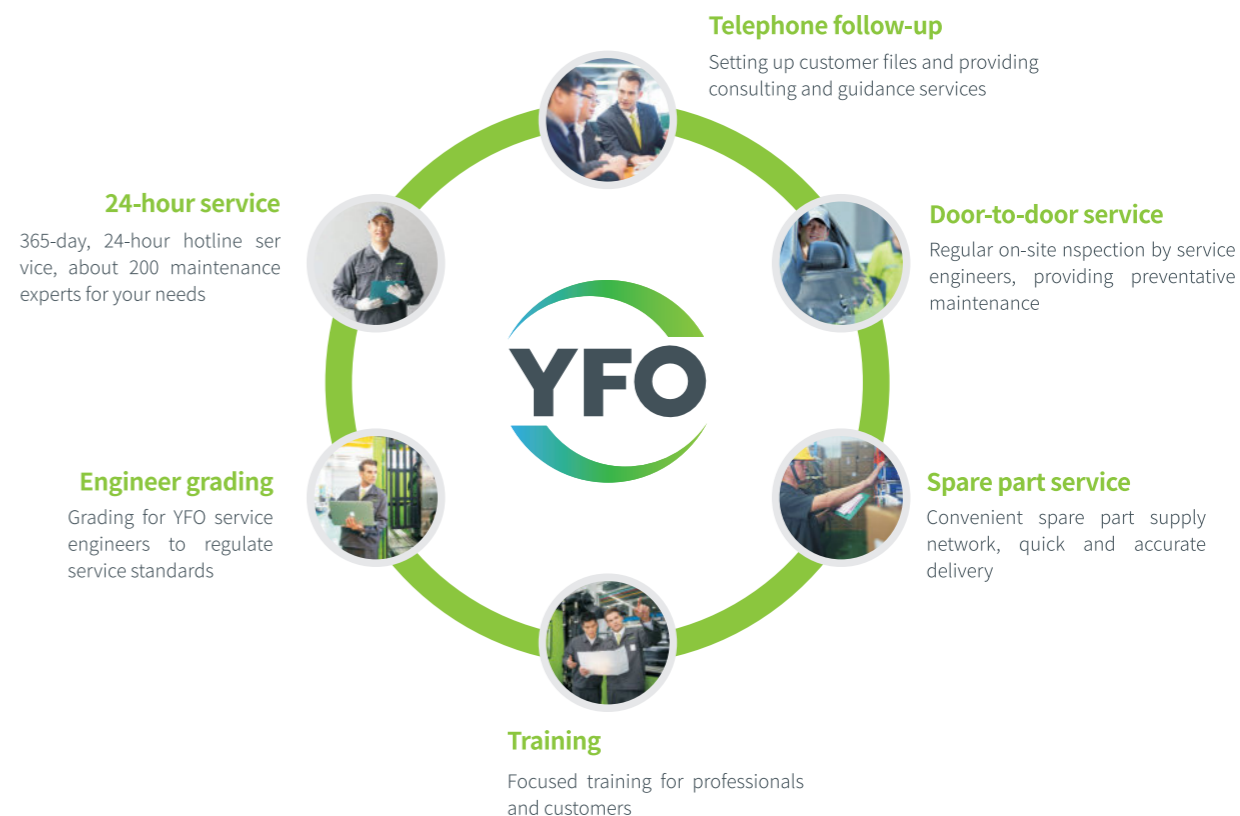 Telephone follow-up
Setting up customer files and providing
consulting and guidance services
24-hour service
365-day, 24-hour hotline ser
vice, about 200 maintenance
experts for your needs
Door-to-door service
Regular on-site nspection by service
engineers, providing preventative
maintenance
YFO
Engineer grading
Grading for YFO service
engineers to regulate
service standards
Spare part service
Convenient spare part supply
network, quick and accurate
delivery
Training
Focused training for professionals
and customers